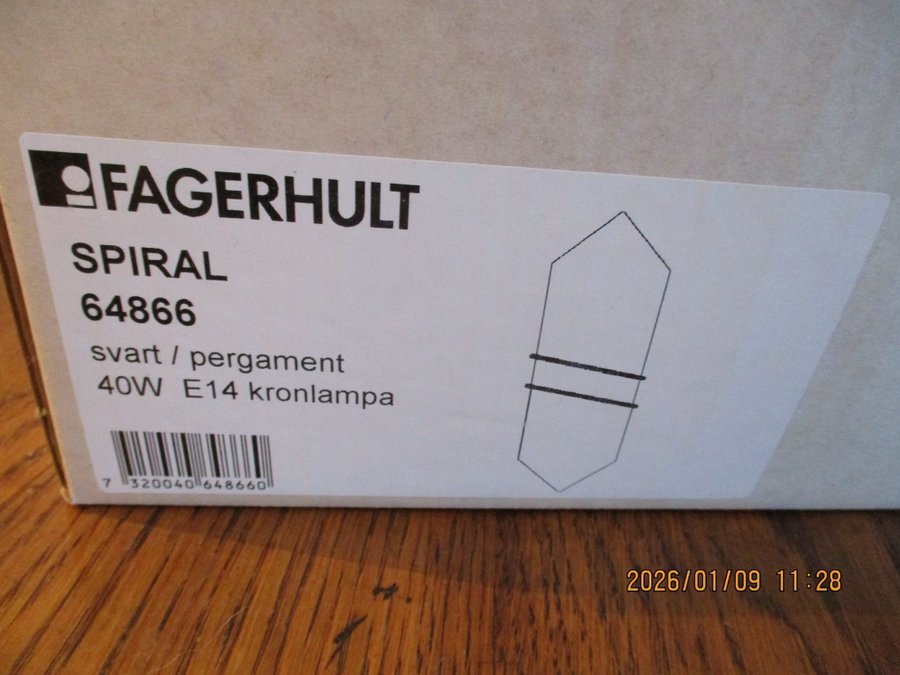 FAGERHULT
SPIRAL
64866
svart / pergament
40W E14 kronlampa
7 320040 648660
2026/01/09 11:28